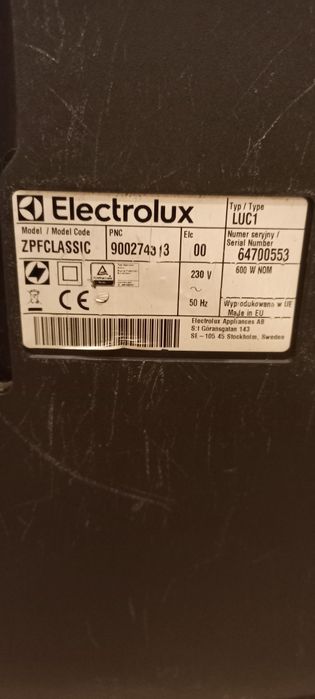 Electrolux
Typ / Type
LUC1
Model / Model Code
ZPFCLASSIC
PNC
900274313
Elc
00
Numer seryjny /
Serial Number
64700553
230 V
~
50 Hz
600 W NOM
Wyprodukowano w UE
Made in EU
CE
Electrolux Appliances AB
S:t Göransgatan 143
SE-105 45 Stockholm, Sweden